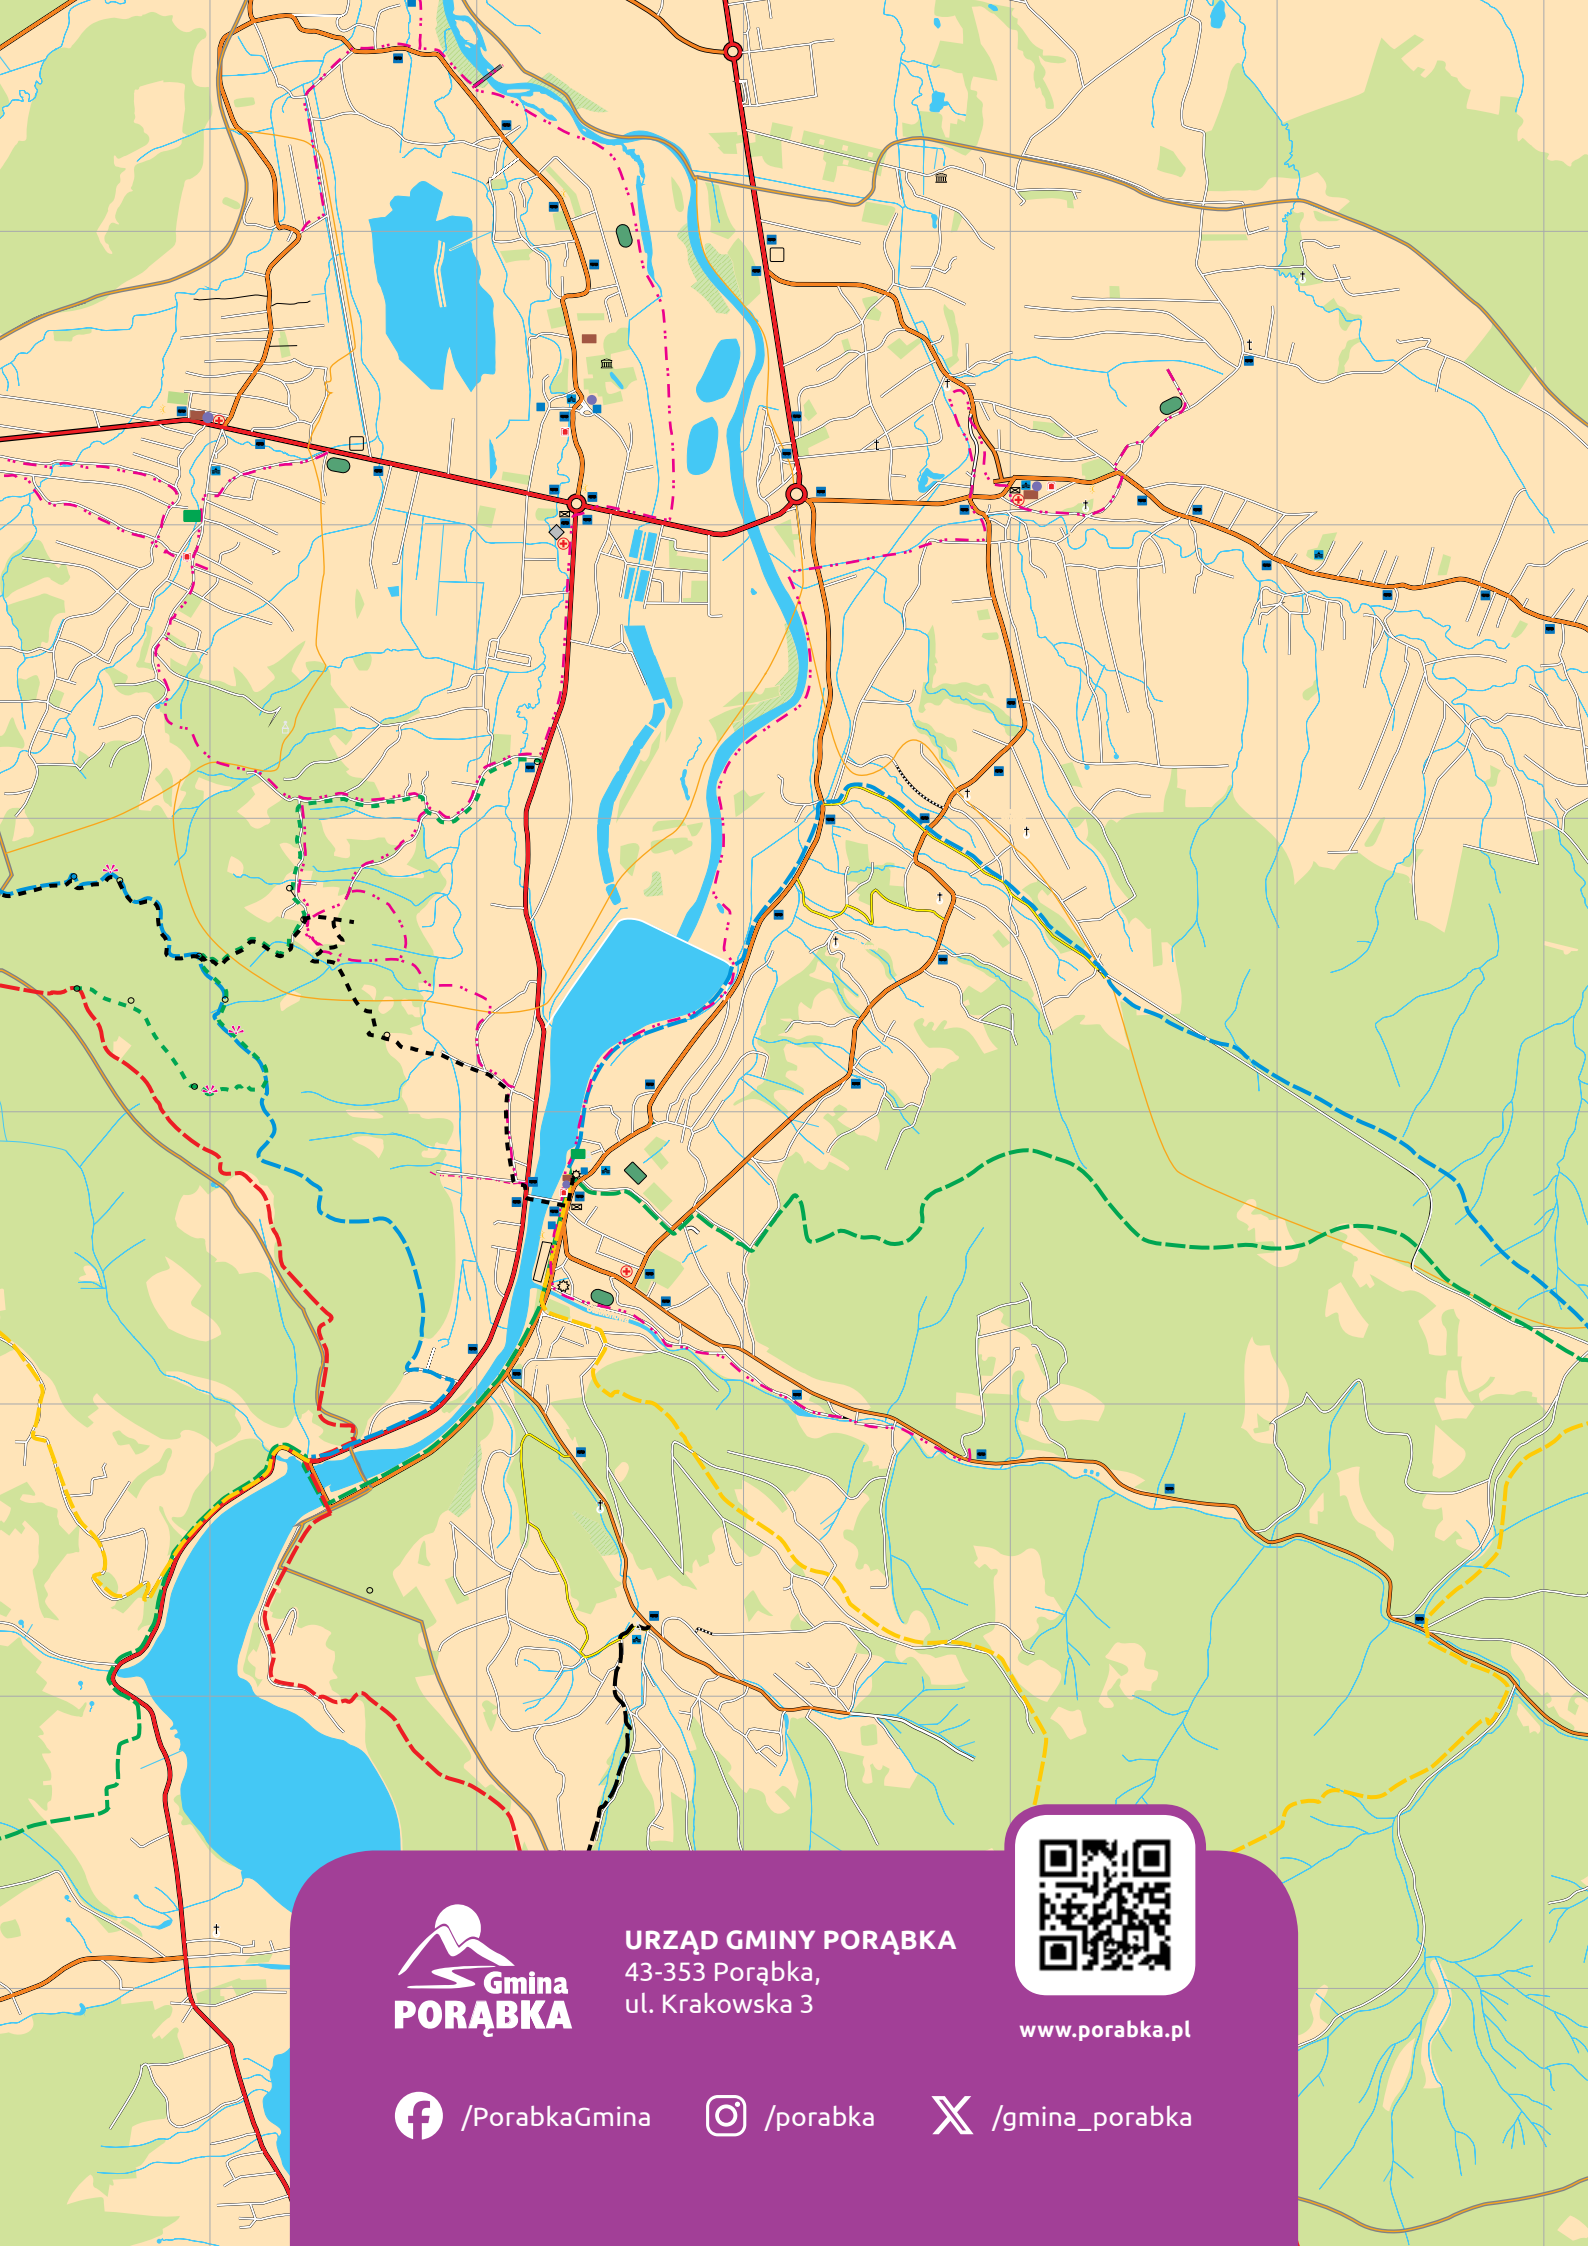 Gmina
PORĄBKA
URZĄD GMINY PORĄBKA
43-353 Porąbka,
ul. Krakowska 3
www.porabka.pl
/PorabkaGmina
/porabka
/gmina_porabka